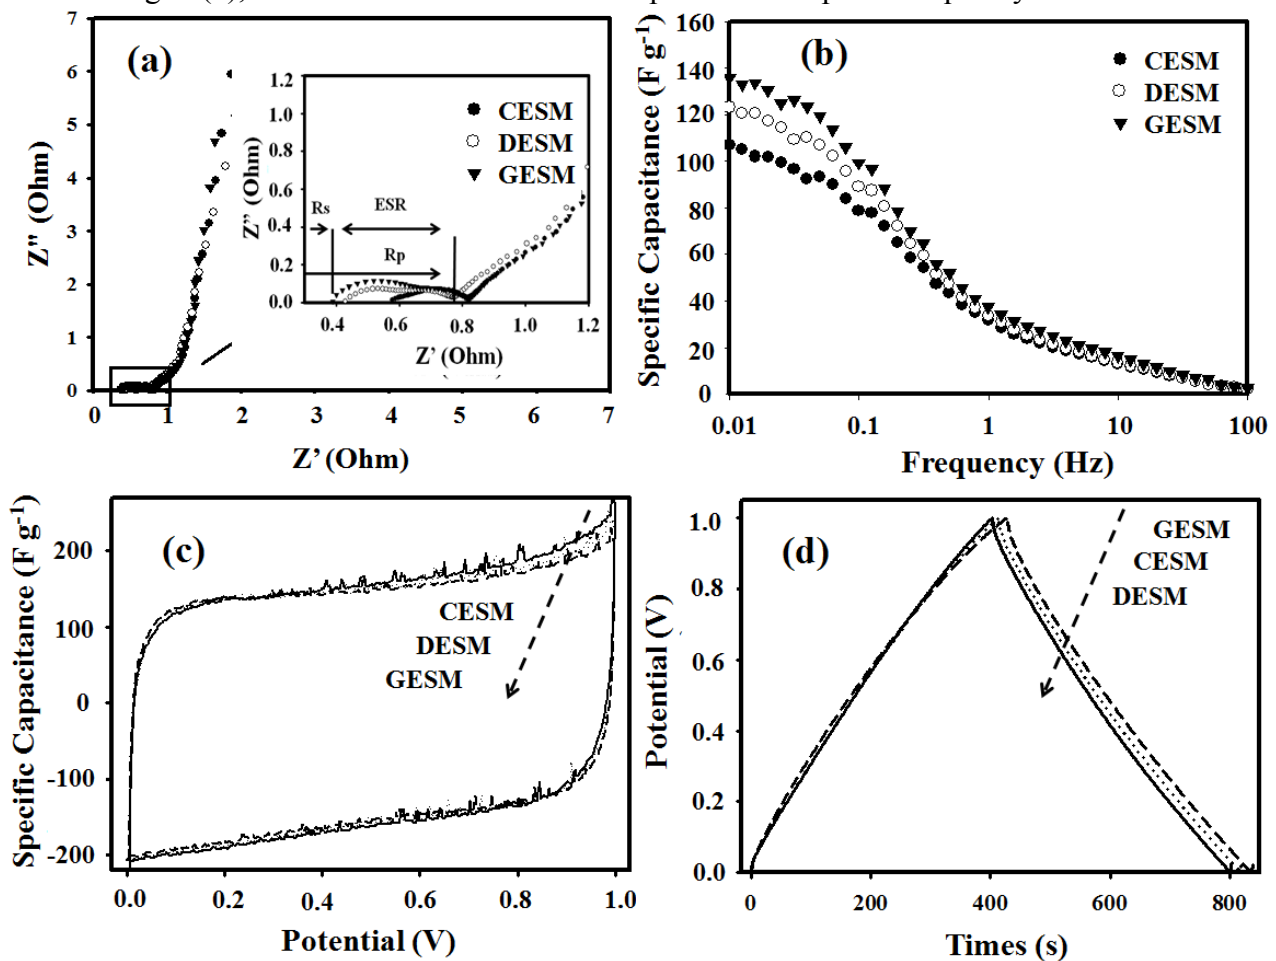 (a)
Z'' (Ohm)
7
6
5
4
3
2
1
0
0 1 2 3 4 5 6 7
Z' (Ohm)
Z'' (Ohm)
1.2
1.0
0.8
0.6
0.4
0.2
0.0
CESM
DESM
GESM
Rs
ESR
Rp
0.4 0.6 0.8 1.0 1.2
Z' (Ohm)
(b)
Specific Capacitance (F g-1)
160
140
120
100
80
60
40
20
0
CESM
DESM
GESM
0.01 0.1 1 10 100
Frequency (Hz)
(c)
Specific Capacitance (F g-1)
200
100
0
-100
-200
CESM
DESM
GESM
0.0 0.2 0.4 0.6 0.8 1.0
Potential (V)
(d)
Potential (V)
1.0
0.8
0.6
0.4
0.2
0.0
GESM
CESM
DESM
0 200 400 600 800
Times (s)